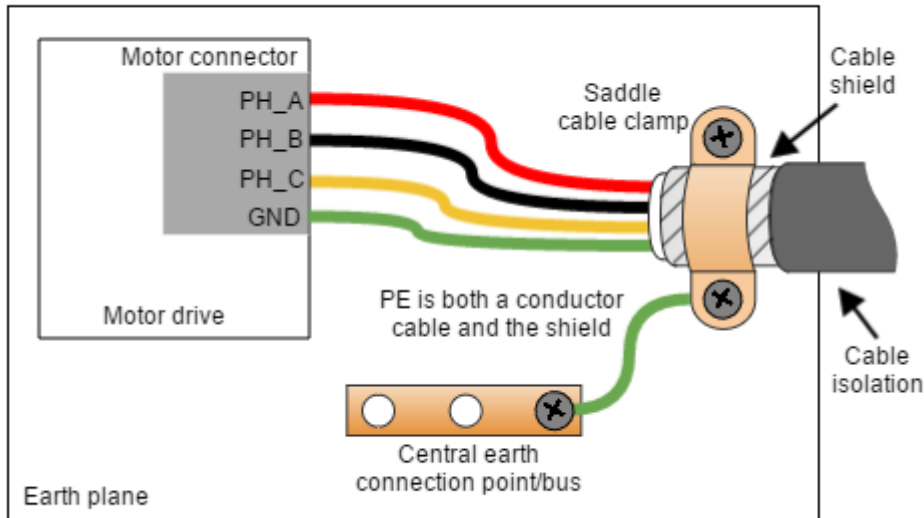 Motor connector
PH_A
PH_B
PH_C
GND
Motor drive
Saddle
cable clamp
Cable
shield
PE is both a conductor
cable and the shield
Cable
isolation
Central earth
connection point/bus
Earth plane